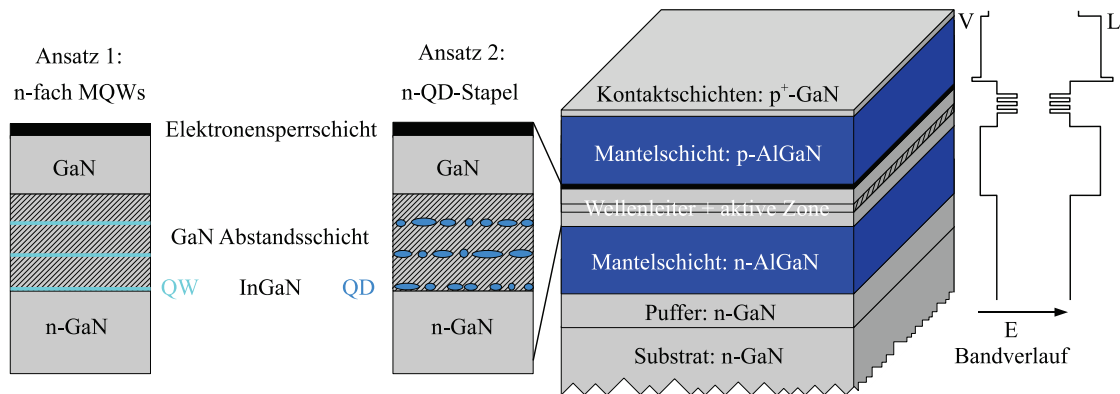 Ansatz 1:
n-fach MQWs
Ansatz 2:
n-QD-Stapel
V
L
Kontaktschichten: p+-GaN
Elektronensperrschicht
GaN
GaN
Mantelschicht: p-AlGaN
Wellenleiter + aktive Zone
GaN Abstandsschicht
Mantelschicht: n-AlGaN
QW
InGaN
QD
n-GaN
n-GaN
Puffer: n-GaN
Substrat: n-GaN
E
Bandverlauf